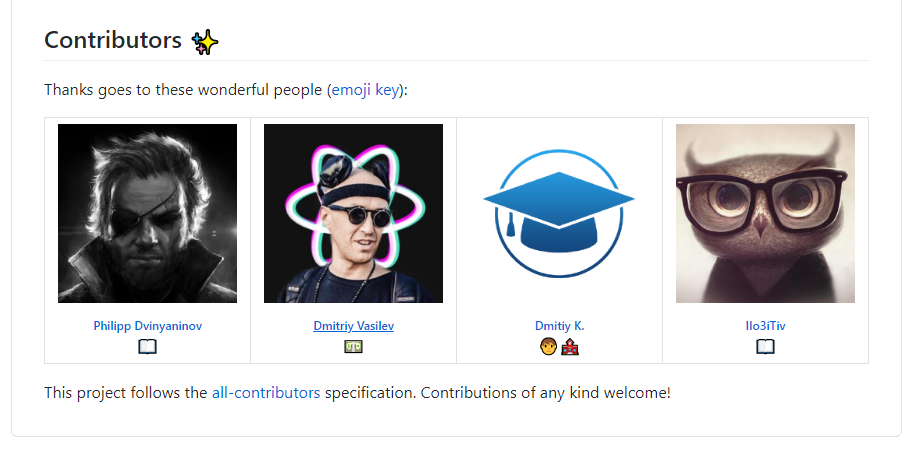 Contributors ✨
Thanks goes to these wonderful people (emoji key):
Philipp Dvinyaninov
Dmitriy Vasilev
Dmitiy K.
Ilo3iTiv
This project follows the all-contributors specification. Contributions of any kind welcome!